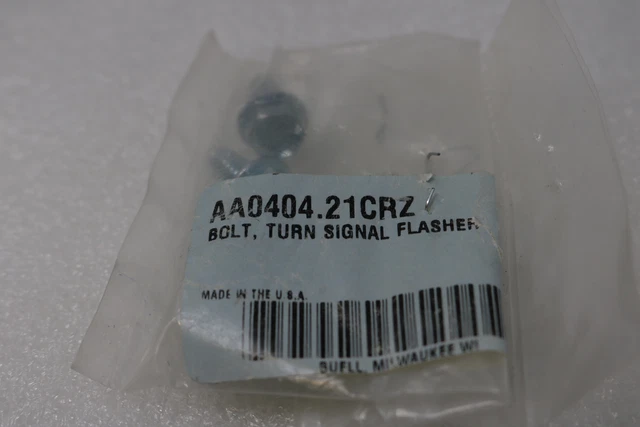 AA0404.21CRZ
BOLT, TURN SIGNAL FLASHER
MADE IN THE U.S.A.
BUELL, MILWAUKEE WI